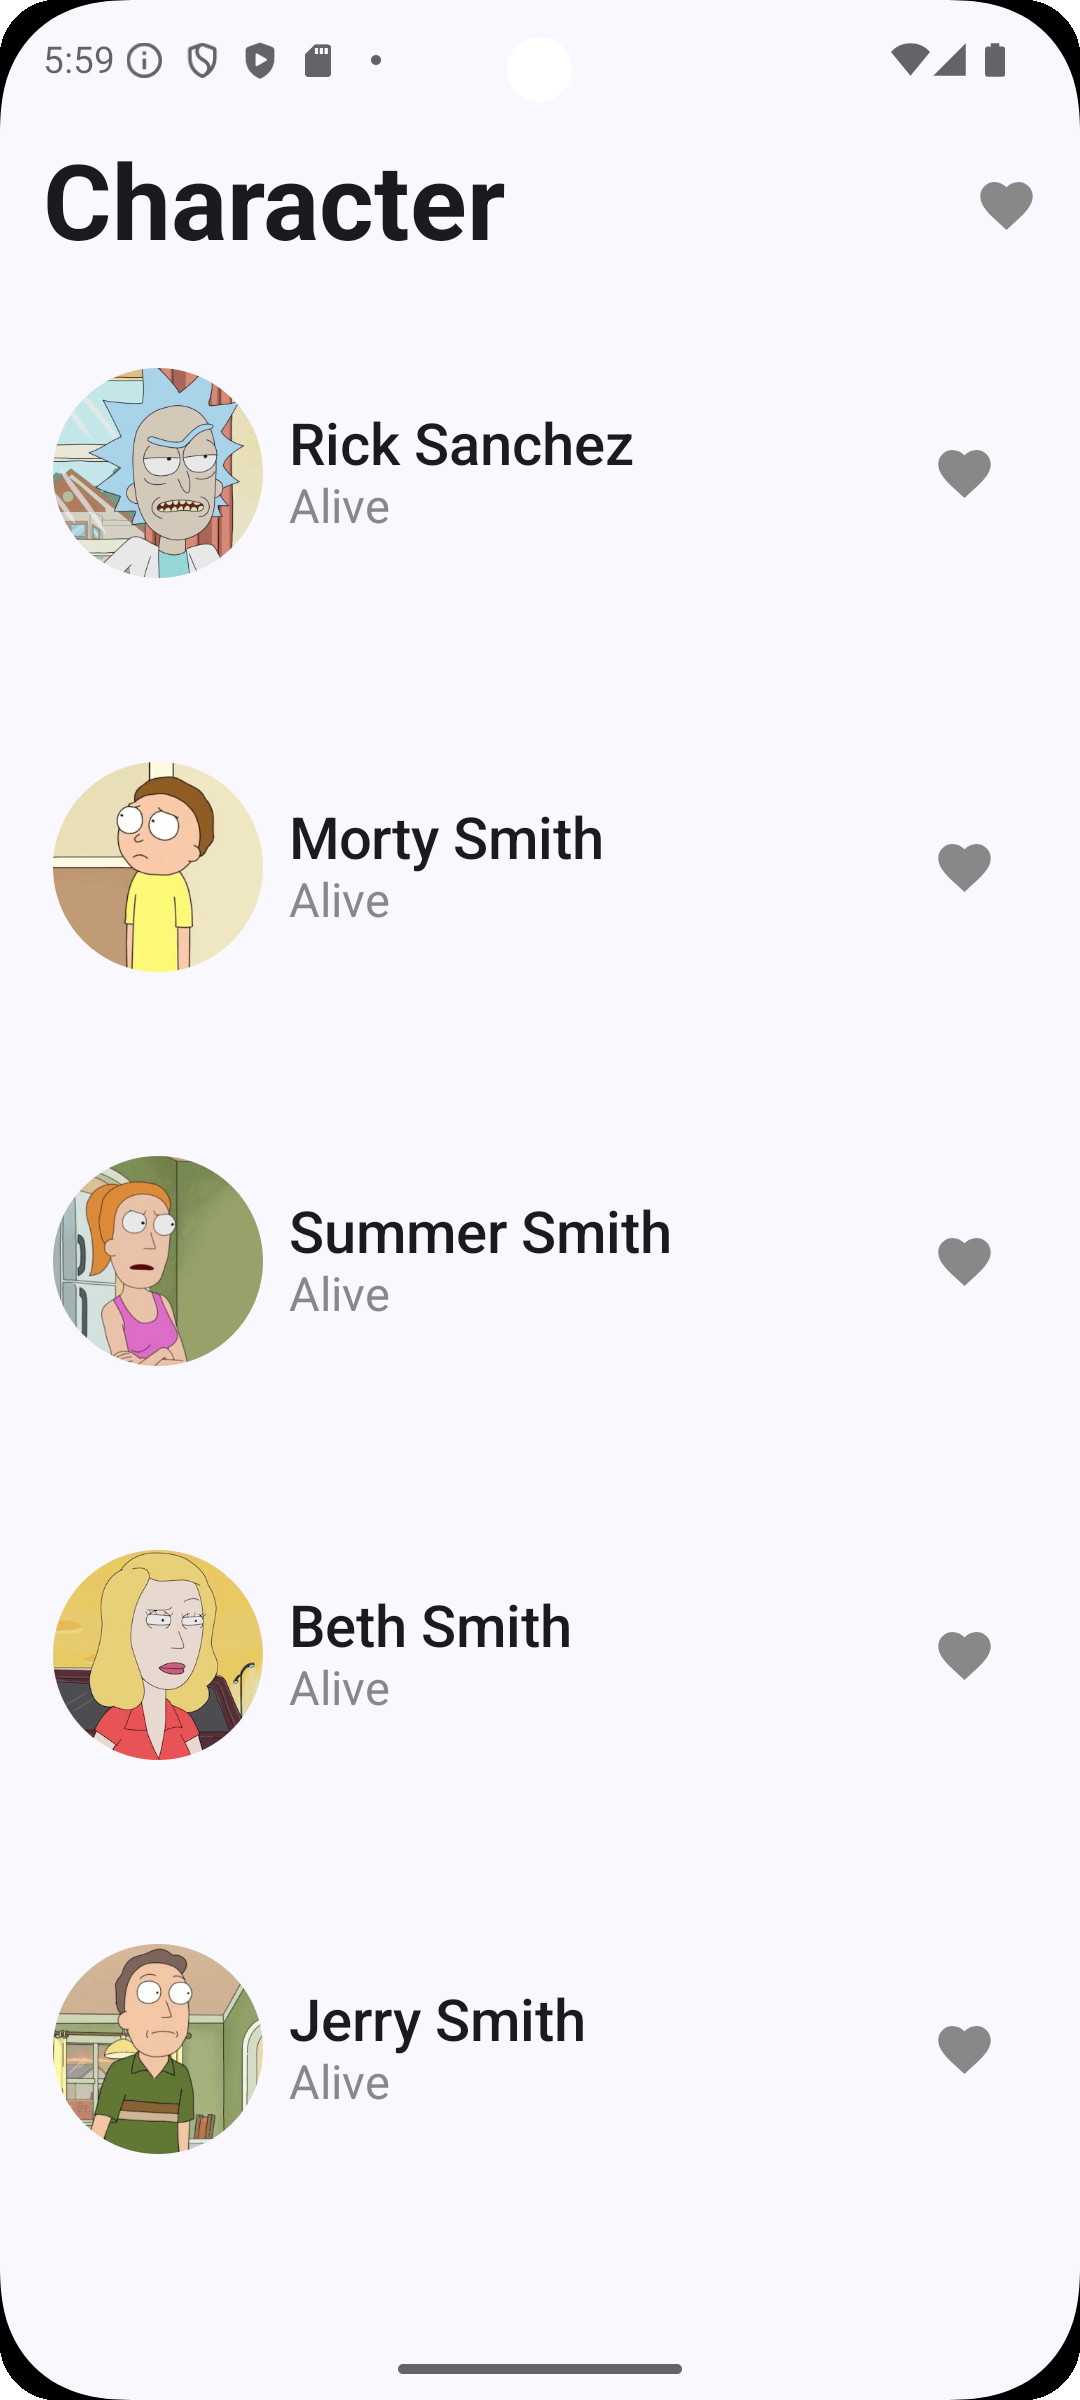 5:59
Character
Rick Sanchez
Alive
Morty Smith
Alive
Summer Smith
Alive
Beth Smith
Alive
Jerry Smith
Alive